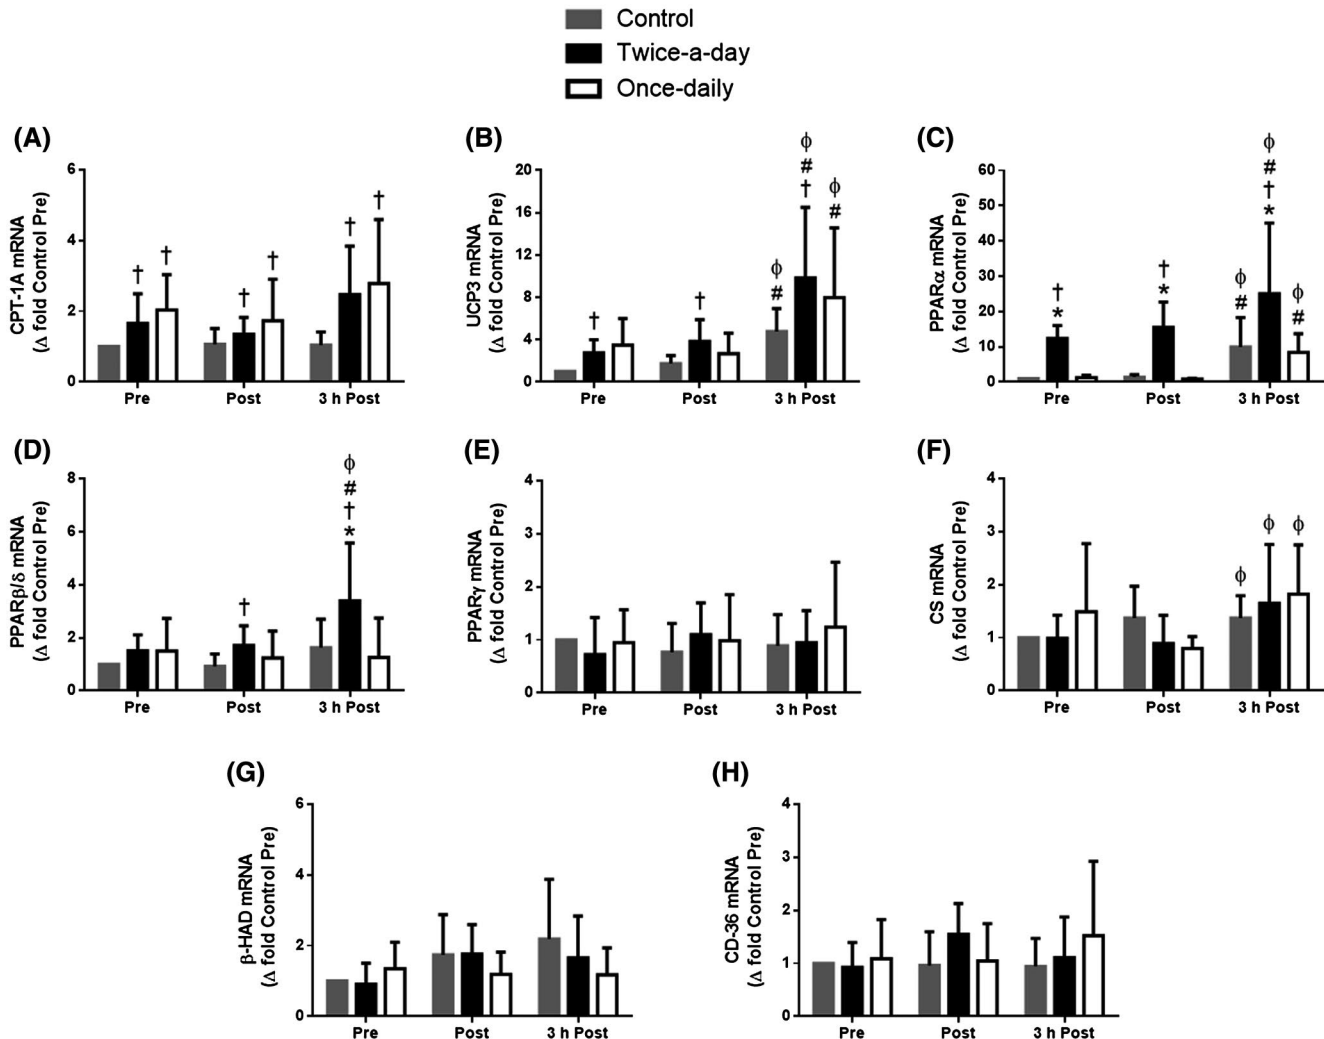 Control
Twice-a-day
Once-daily
(A)
CPT-1A mRNA
(Δ fold Control Pre)
6
4
2
0
† † † † † †
Pre Post 3 h Post
(B)
UCP3 mRNA
(Δ fold Control Pre)
20
16
12
8
4
0
† †
ϕ
#
ϕ
#
†
ϕ
#
Pre Post 3 h Post
(C)
PPARα mRNA
(Δ fold Control Pre)
60
50
40
30
20
10
0
†
*
†
*
ϕ
#
ϕ
#
†
*
ϕ
#
Pre Post 3 h Post
(D)
PPARβ/δ mRNA
(Δ fold Control Pre)
8
6
4
2
0
†
ϕ
#
†
*
Pre Post 3 h Post
(E)
PPARγ mRNA
(Δ fold Control Pre)
4
3
2
1
0
Pre Post 3 h Post
(F)
CS mRNA
(Δ fold Control Pre)
4
3
2
1
0
ϕ ϕ ϕ
Pre Post 3 h Post
(G)
β-HAD mRNA
(Δ fold Control Pre)
6
4
2
0
Pre Post 3 h Post
(H)
CD-36 mRNA
(Δ fold Control Pre)
4
3
2
1
0
Pre Post 3 h Post